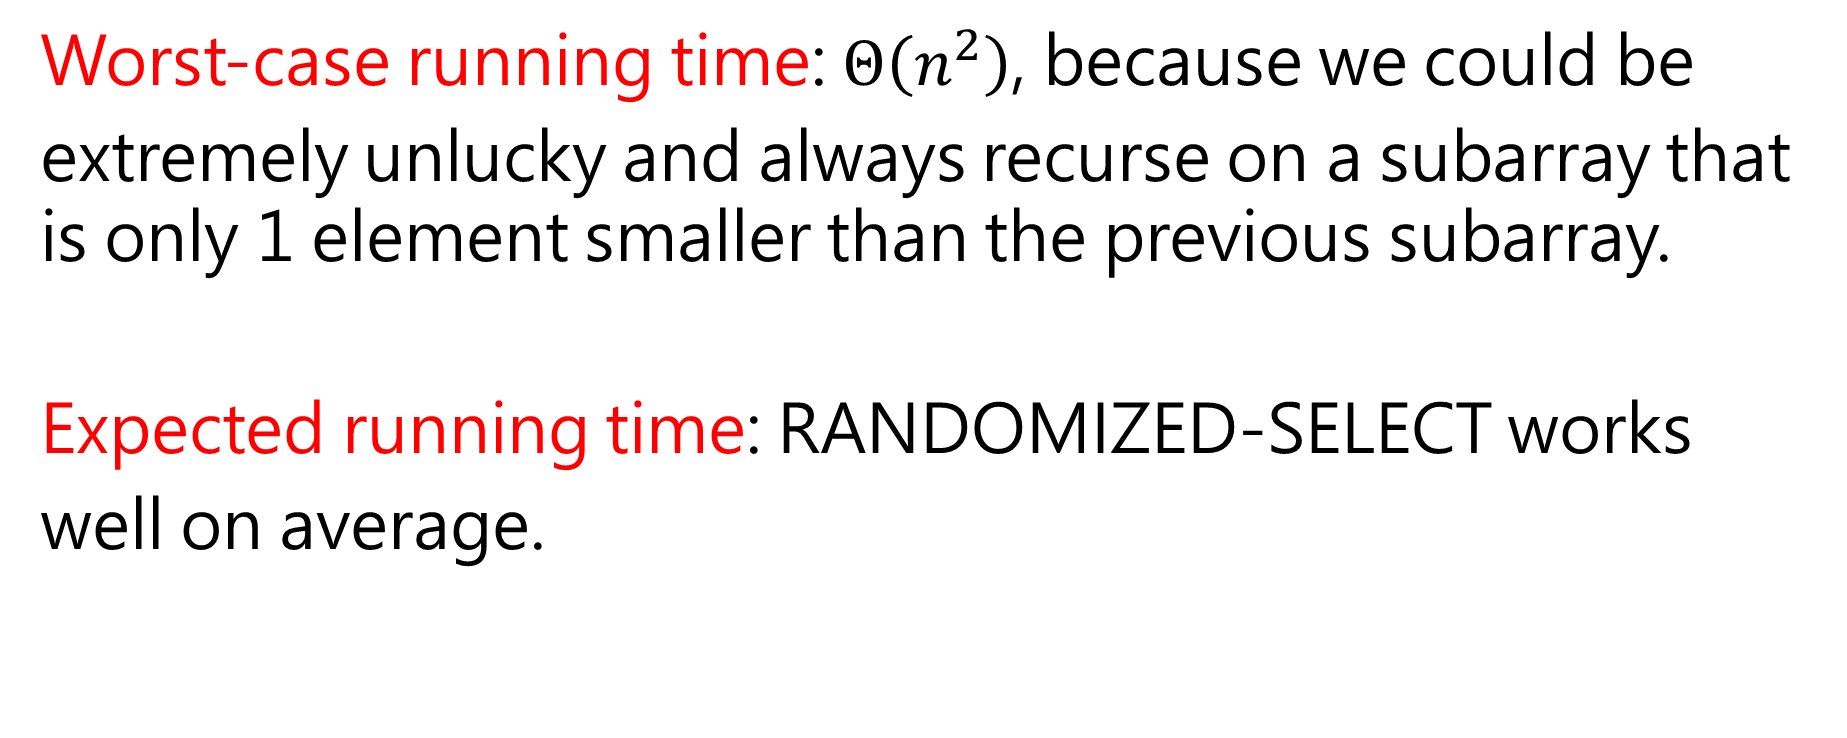 Worst-case running time: Θ(n²), because we could be
extremely unlucky and always recurse on a subarray that
is only 1 element smaller than the previous subarray.
Expected running time: RANDOMIZED-SELECT works
well on average.